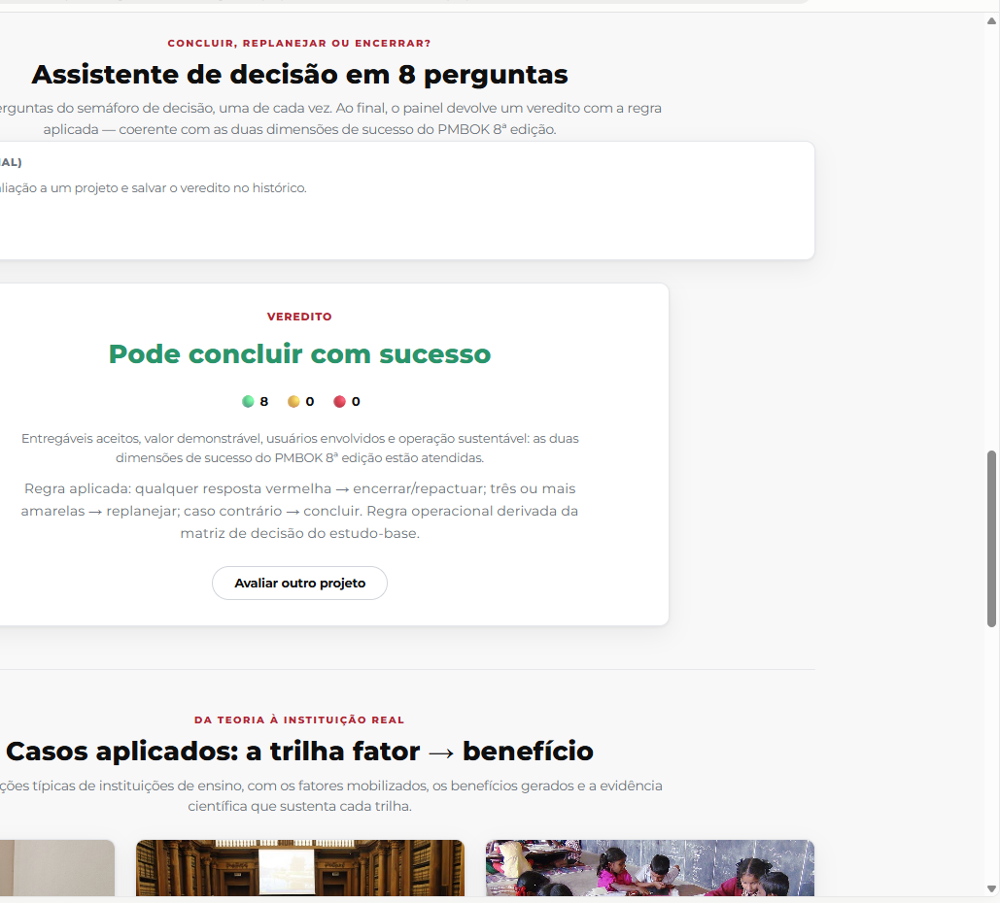 CONCLUIR, REPLANEJAR OU ENCERRAR?
Assistente de decisão em 8 perguntas
do semáforo de decisão, uma de cada vez. Ao final, o painel devolve um veredito com a regra
aplicada — coerente com as duas dimensões de sucesso do PMBOK 8ª edição.
a um projeto e salvar o veredito no histórico.
VEREDITO
Pode concluir com sucesso
8 0 0
Entregáveis aceitos, valor demonstrável, usuários envolvidos e operação sustentável: as duas
dimensões de sucesso do PMBOK 8ª edição estão atendidas.
Regra aplicada: qualquer resposta vermelha → encerrar/repactuar; três ou mais
amarelas → replanejar; caso contrário → concluir. Regra operacional derivada da
matriz de decisão do estudo-base.
Avaliar outro projeto
DA TEORIA À INSTITUIÇÃO REAL
Casos aplicados: a trilha fator → benefício
típicas de instituições de ensino, com os fatores mobilizados, os benefícios gerados e a evidência
científica que sustenta cada trilha.